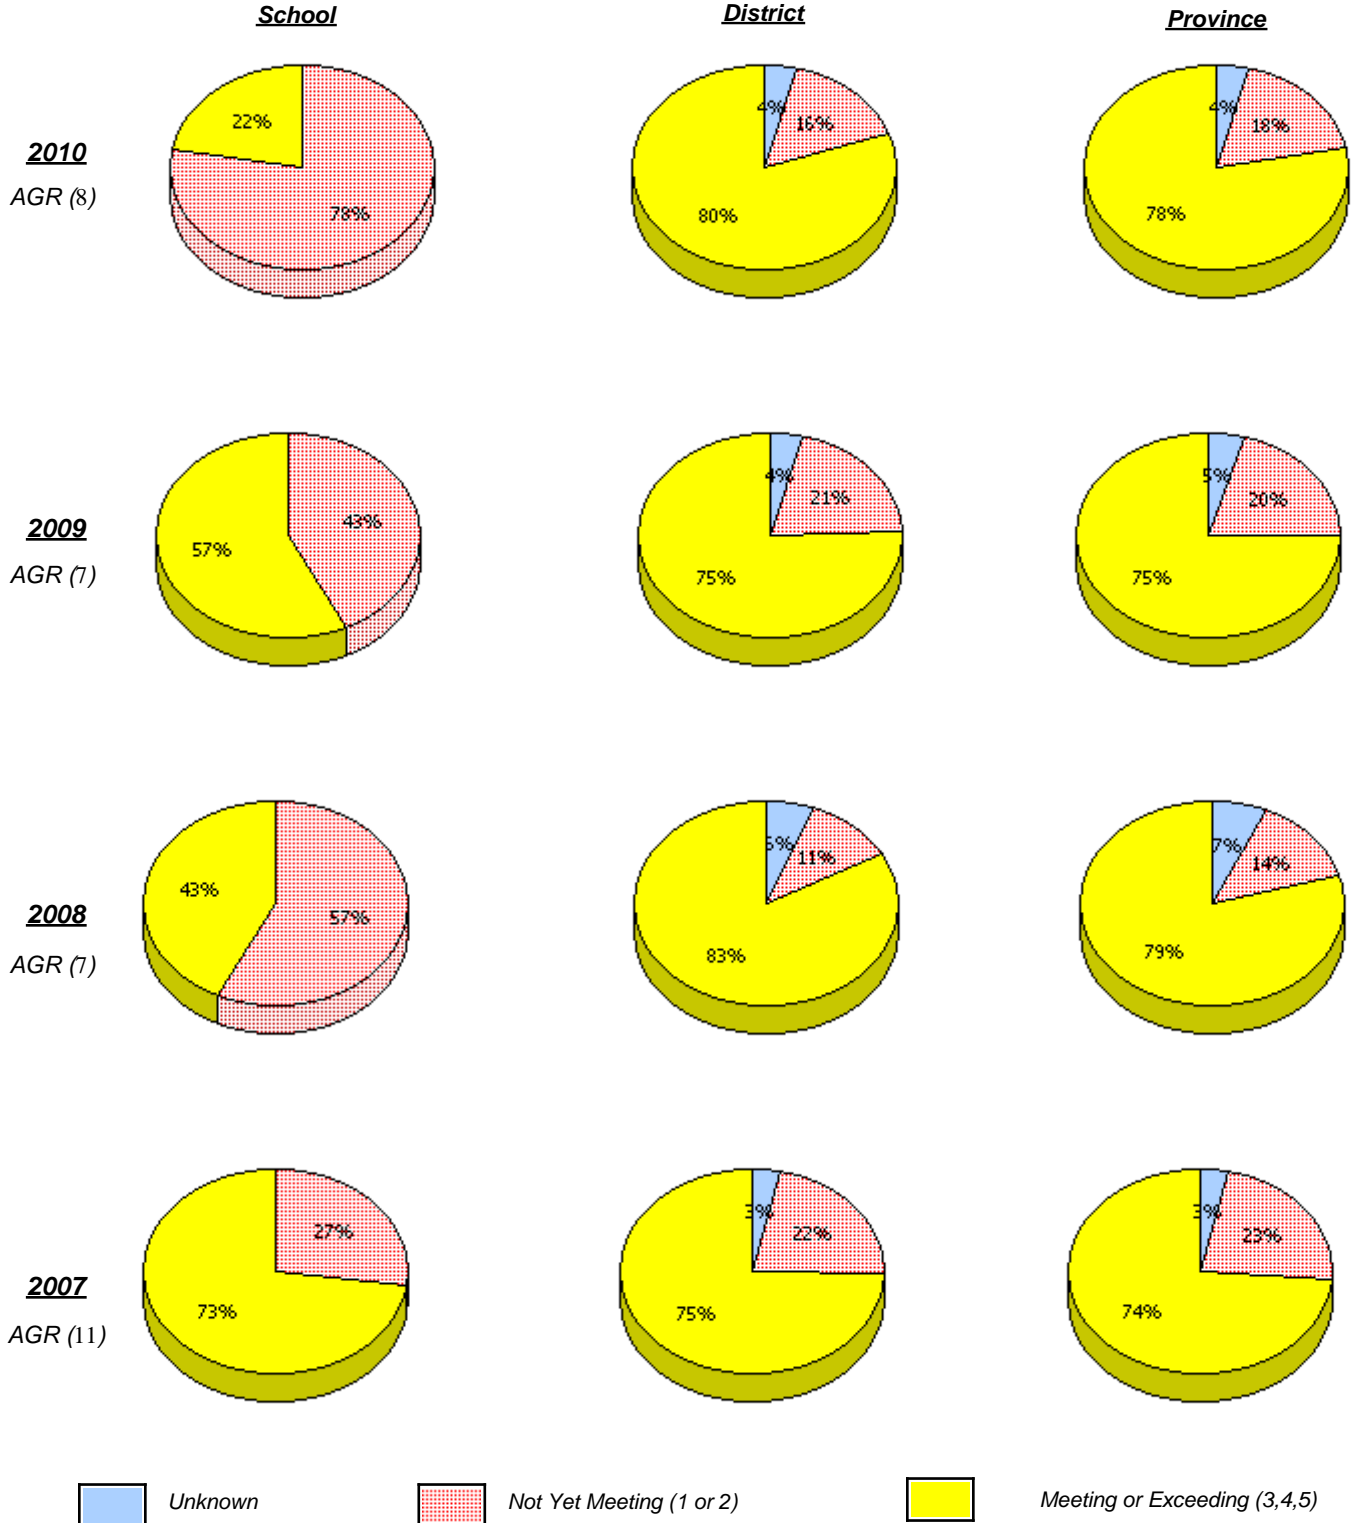 School District Province
22% 78% 4% 16% 80% 4% 18% 78%
2010
AGR (8)
43% 57% 4% 21% 75% 5% 20% 75%
2009
AGR (7)
43% 57% 5% 11% 83% 7% 14% 79%
2008
AGR (7)
27% 73% 3% 22% 75% 3% 23% 74%
2007
AGR (11)
Unknown Not Yet Meeting (1 or 2) Meeting or Exceeding (3,4,5)